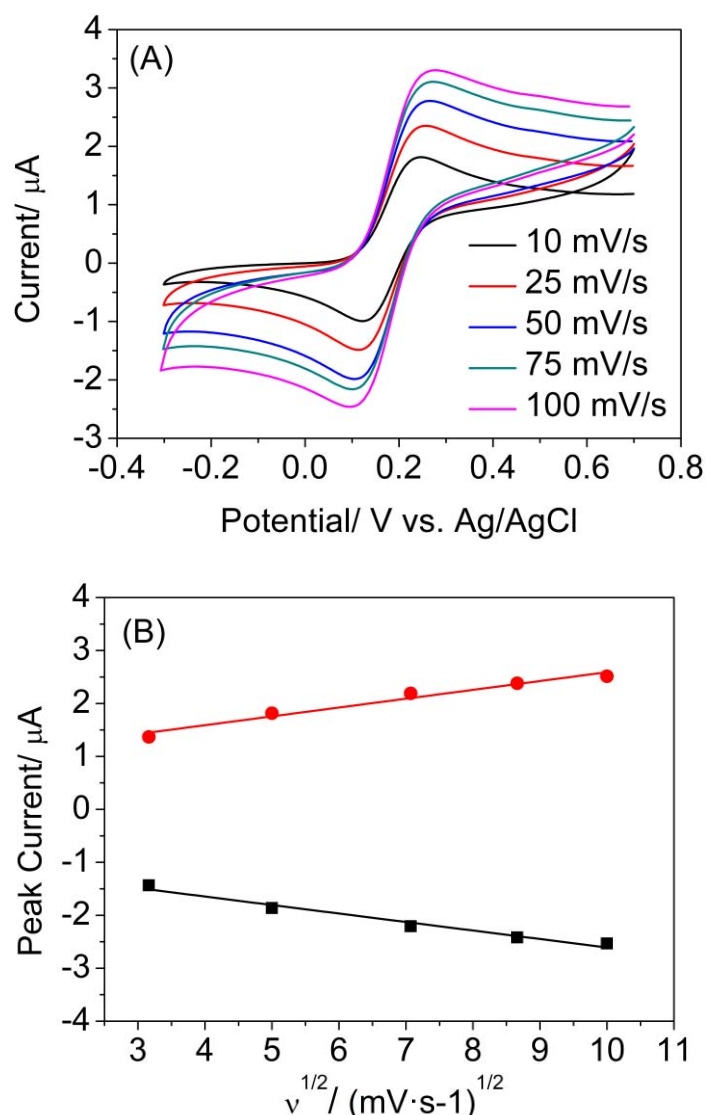 (A)
4
3
2
1
0
-1
-2
-3
Current/ μA
10 mV/s
25 mV/s
50 mV/s
75 mV/s
100 mV/s
-0.4 -0.2 0.0 0.2 0.4 0.6 0.8
Potential/ V vs. Ag/AgCl
(B)
4
3
2
1
0
-1
-2
-3
-4
Peak Current/ μA
3 4 5 6 7 8 9 10 11
ν^1/2/ (mV·s-1)^1/2